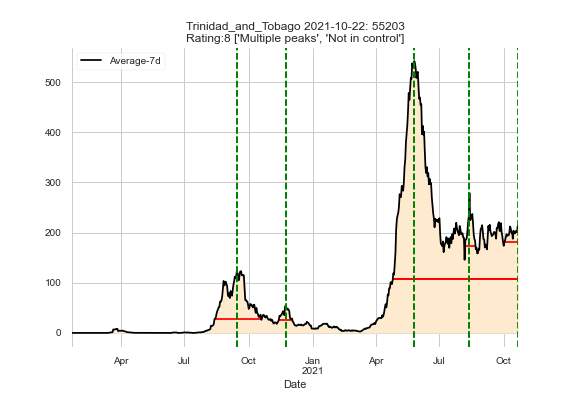 Trinidad_and_Tobago 2021-10-22: 55203
Rating:8 ['Multiple peaks', 'Not in control']
Average-7d
500
400
300
200
100
0
Apr Jul Oct Jan Apr Jul Oct
2021
Date